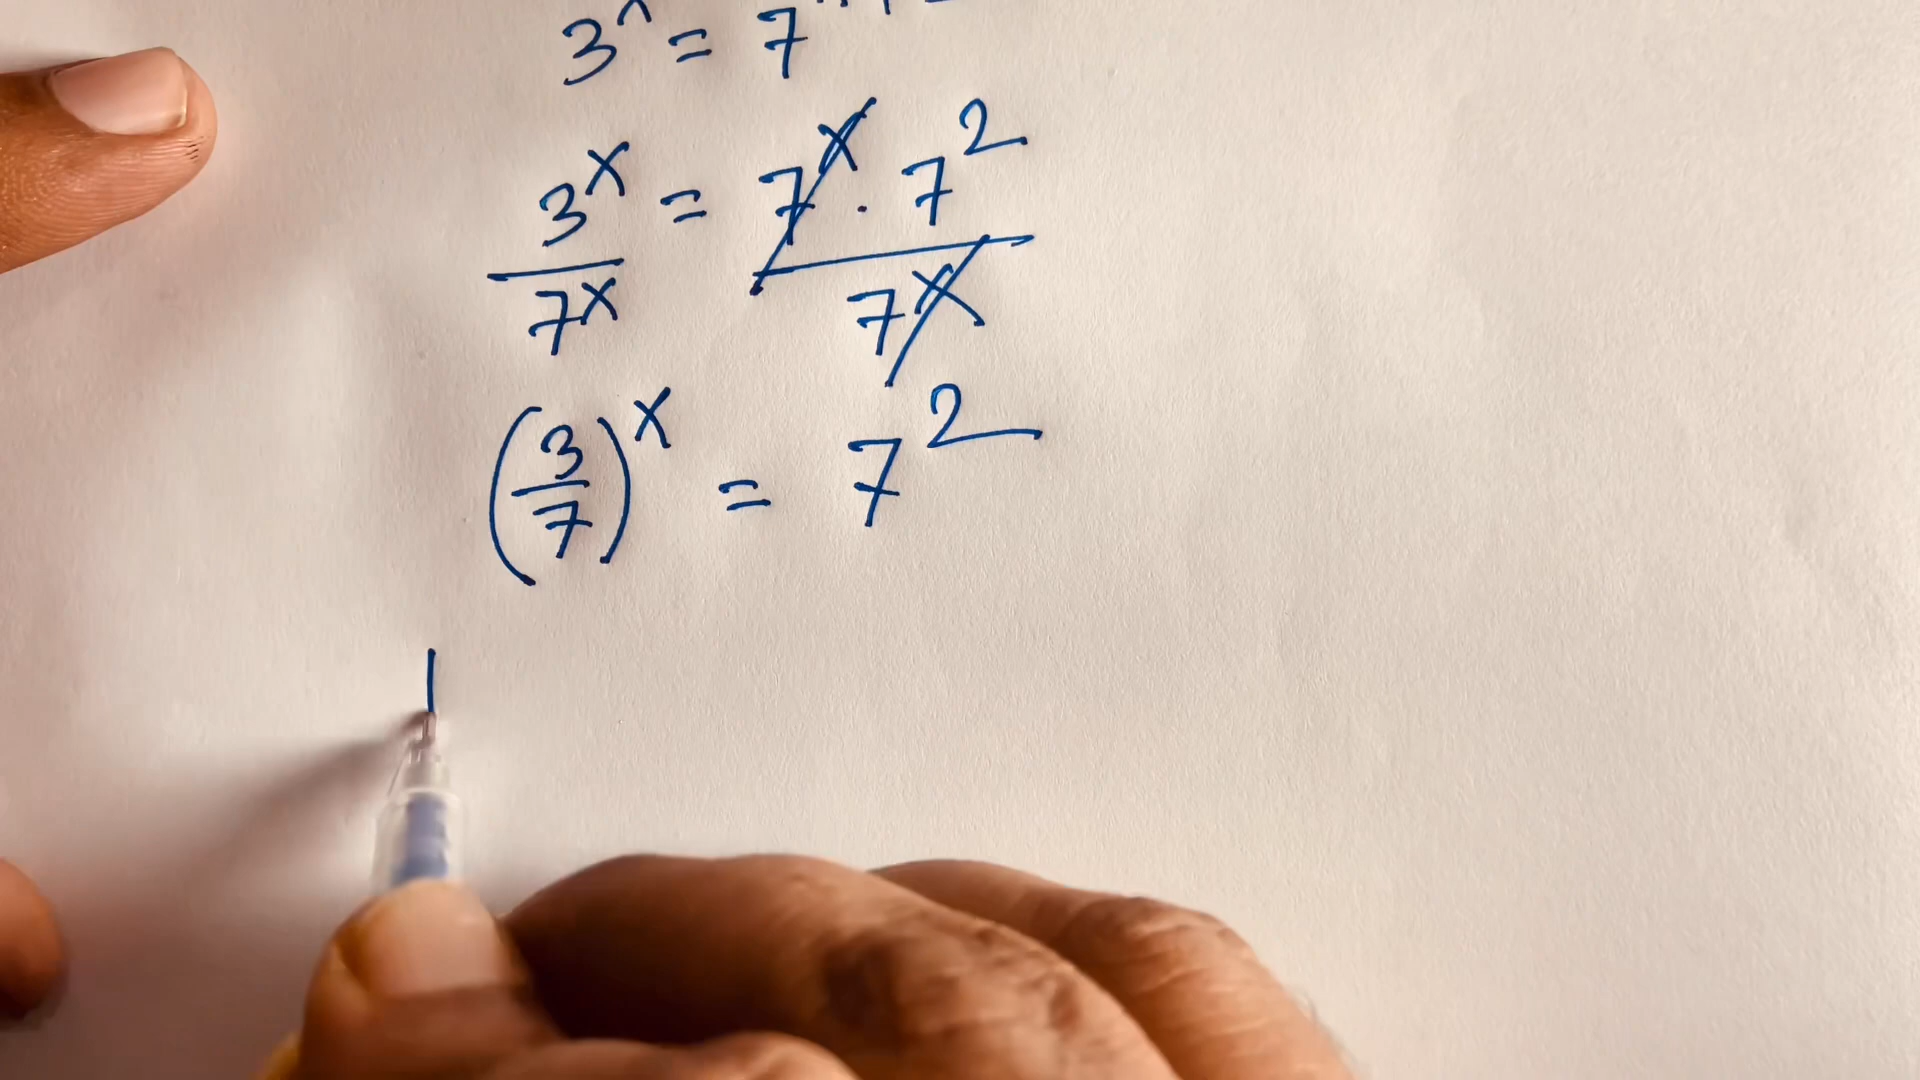 3^x = 7
3^x/7^x = 7^x · 7^2/7^x
(3/7)^x = 7^2